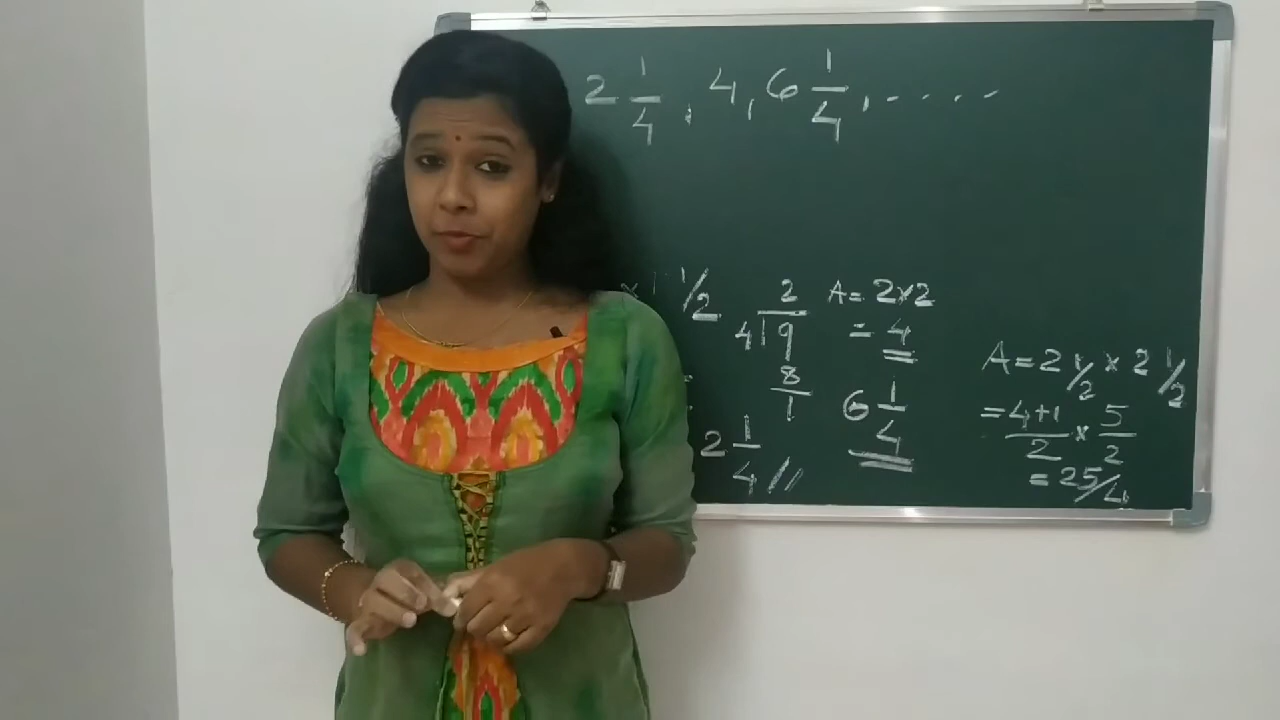 2 1/4, 4, 6 1/4, .....
× 1 1/2
2
4 9
8
1
2 1/4 //
A= 2×2
= 4
6 1/4
A= 2 1/2 × 2 1/2
= 4+1/2 × 5/2
= 25/4